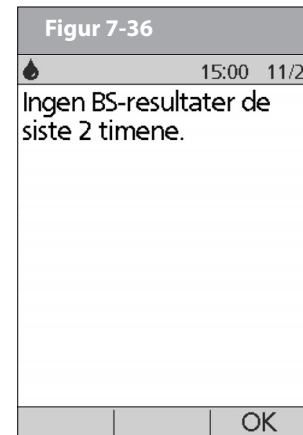 Figur 7-36
15:00 11/2
Ingen BS-resultater de
siste 2 timene.
OK